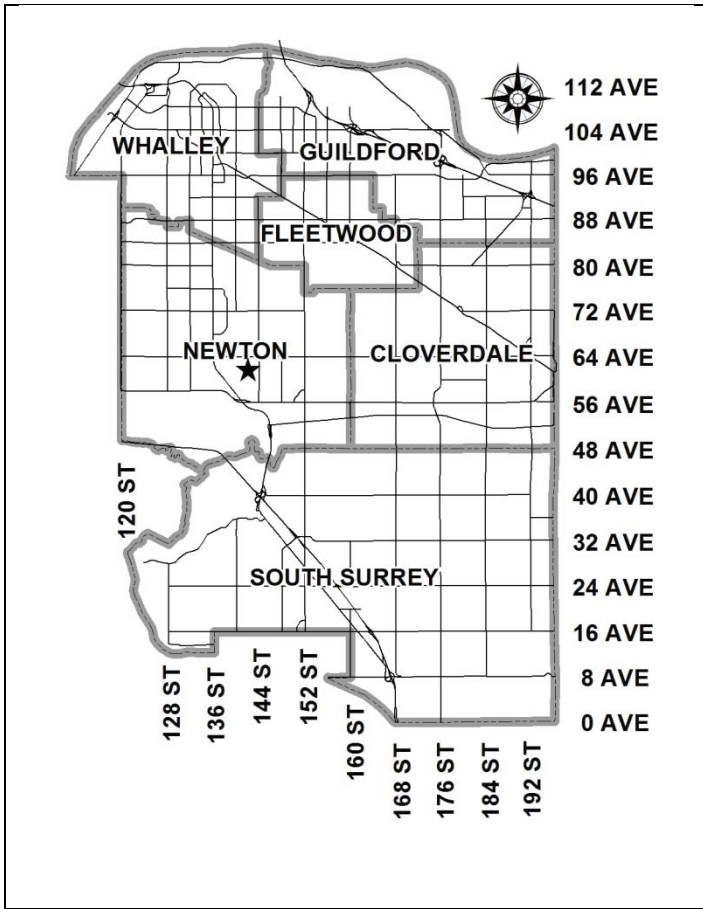 112 AVE
104 AVE
WHALLEY
GUILDFORD
96 AVE
88 AVE
FLEETWOOD
80 AVE
72 AVE
NEWTON
CLOVERDALE
64 AVE
56 AVE
48 AVE
120 ST
40 AVE
32 AVE
SOUTH SURREY
24 AVE
16 AVE
128 ST
136 ST
144 ST
152 ST
160 ST
8 AVE
0 AVE
168 ST
176 ST
184 ST
192 ST